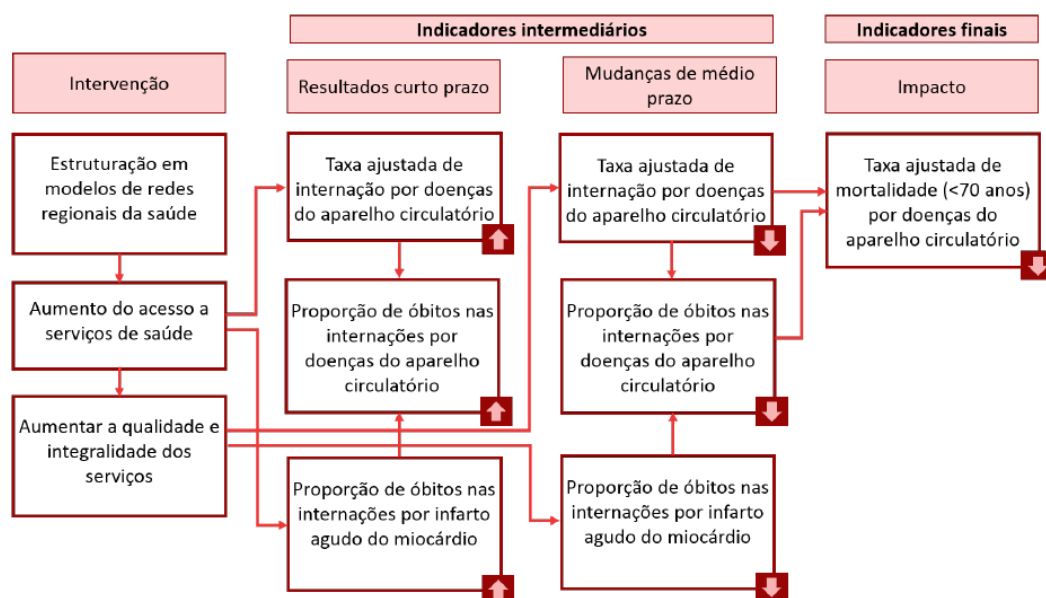 Indicadores intermediários
Indicadores finais
Intervenção
Resultados curto prazo
Mudanças de médio
prazo
Impacto
Estruturação em
modelos de redes
regionais da saúde
Aumento do acesso a
serviços de saúde
Aumentar a qualidade e
integralidade dos
serviços
Taxa ajustada de
internação por doenças
do aparelho circulatório
Proporção de óbitos nas
internações por
doenças do aparelho
circulatório
Proporção de óbitos nas
internações por infarto
agudo do miocárdio
Taxa ajustada de
internação por doenças
do aparelho circulatório
Proporção de óbitos nas
internações por
doenças do aparelho
circulatório
Proporção de óbitos nas
internações por infarto
agudo do miocárdio
Taxa ajustada de
mortalidade (<70 anos)
por doenças do
aparelho circulatório